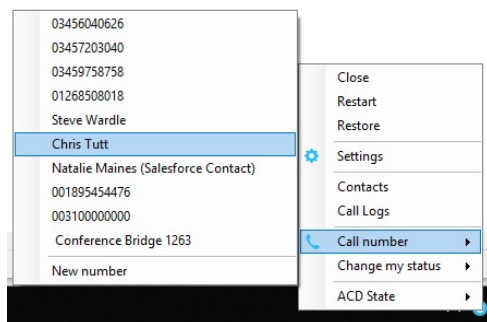 03456040626
03457203040
03459758758
01268508018
Steve Wardle
Chris Tutt
Natalie Maines (Salesforce Contact)
001895454476
003100000000
Conference Bridge 1263
New number
Close
Restart
Restore
Settings
Contacts
Call Logs
Call number
Change my status
ACD State